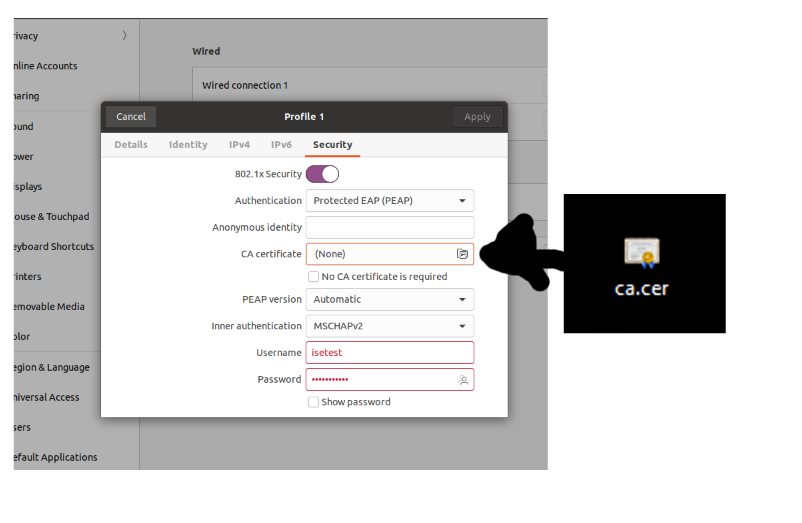 rivacy
Wired
nline Accounts
Wired connection 1
haring
Cancel
Profile 1
Apply
ound
Details
Identity
IPv4
IPv6
Security
ower
802.1x Security
isplays
Authentication
Protected EAP (PEAP)
ouse & Touchpad
Anonymous identity
eyboard Shortcuts
CA certificate
(None)
rinters
No CA certificate is required
emovable Media
PEAP version
Automatic
olor
Inner authentication
MSCHAPv2
Username
isetest
egion & Language
Password
•••••••••••
niversal Access
Show password
sers
efault Applications
ca.cer